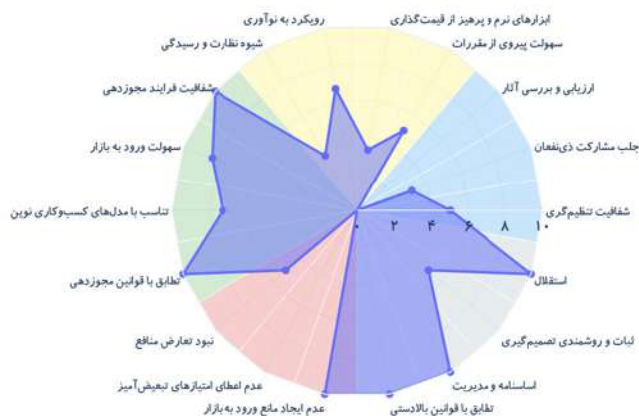 رویکرد به نوآوری
ابزارهای نرم و پرهیز از قیمت‌گذاری
شیوه نظارت و رسیدگی
سهولت پیروی از مقررات
شفافیت فرایند مجوزدهی
ارزیابی و بررسی آثار
سهولت ورود به بازار
جلب مشارکت ذی‌نفعان
تناسب با مدل‌های کسب‌وکاری نوین
شفافیت تنظیم‌گری
۰ ۲ ۴ ۶ ۸ ۱۰
تطابق با قوانین مجوزدهی
استقلال
نبود تعارض منافع
ثبات و روشمندی تصمیم‌گیری
عدم اعطای امتیازهای تبعیض‌آمیز
اساسنامه و مدیریت
عدم ایجاد مانع ورود به بازار
تطابق با قوانین بالادستی